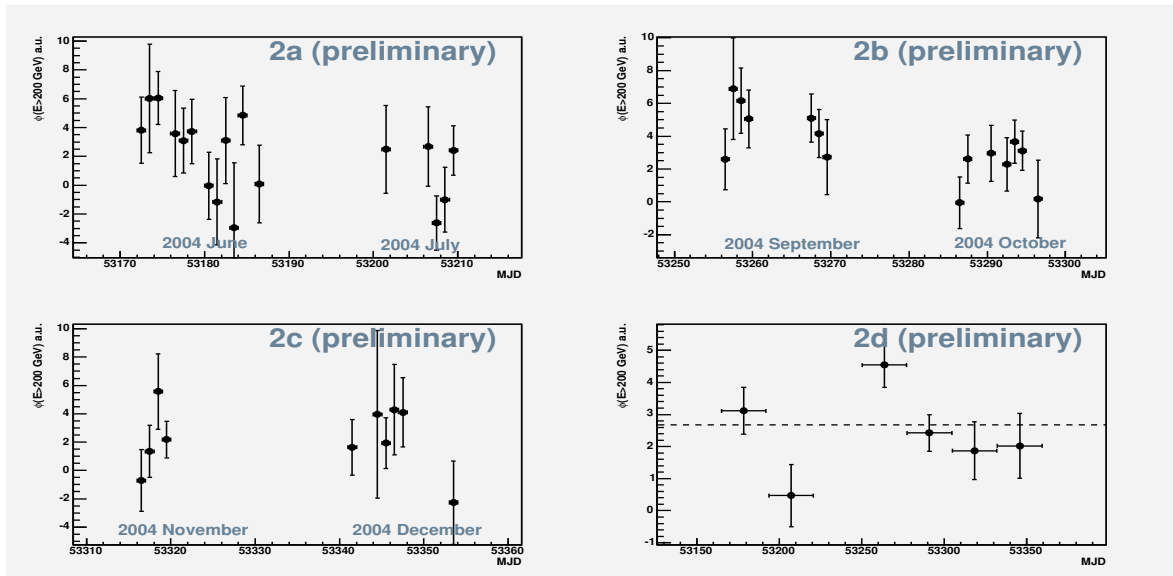 2a (preliminary)
φ(E>200 GeV) a.u.
10
8
6
4
2
0
-2
-4
2004 June
2004 July
53170 53180 53190 53200 53210
MJD
2b (preliminary)
φ(E>200 GeV) a.u.
10
8
6
4
2
0
-2
2004 September
2004 October
53250 53260 53270 53280 53290 53300
MJD
2c (preliminary)
φ(E>200 GeV) a.u.
10
8
6
4
2
0
-2
-4
2004 November
2004 December
53310 53320 53330 53340 53350 53360
MJD
2d (preliminary)
φ(E>200 GeV) a.u.
5
4
3
2
1
0
-1
53150 53200 53250 53300 53350
MJD